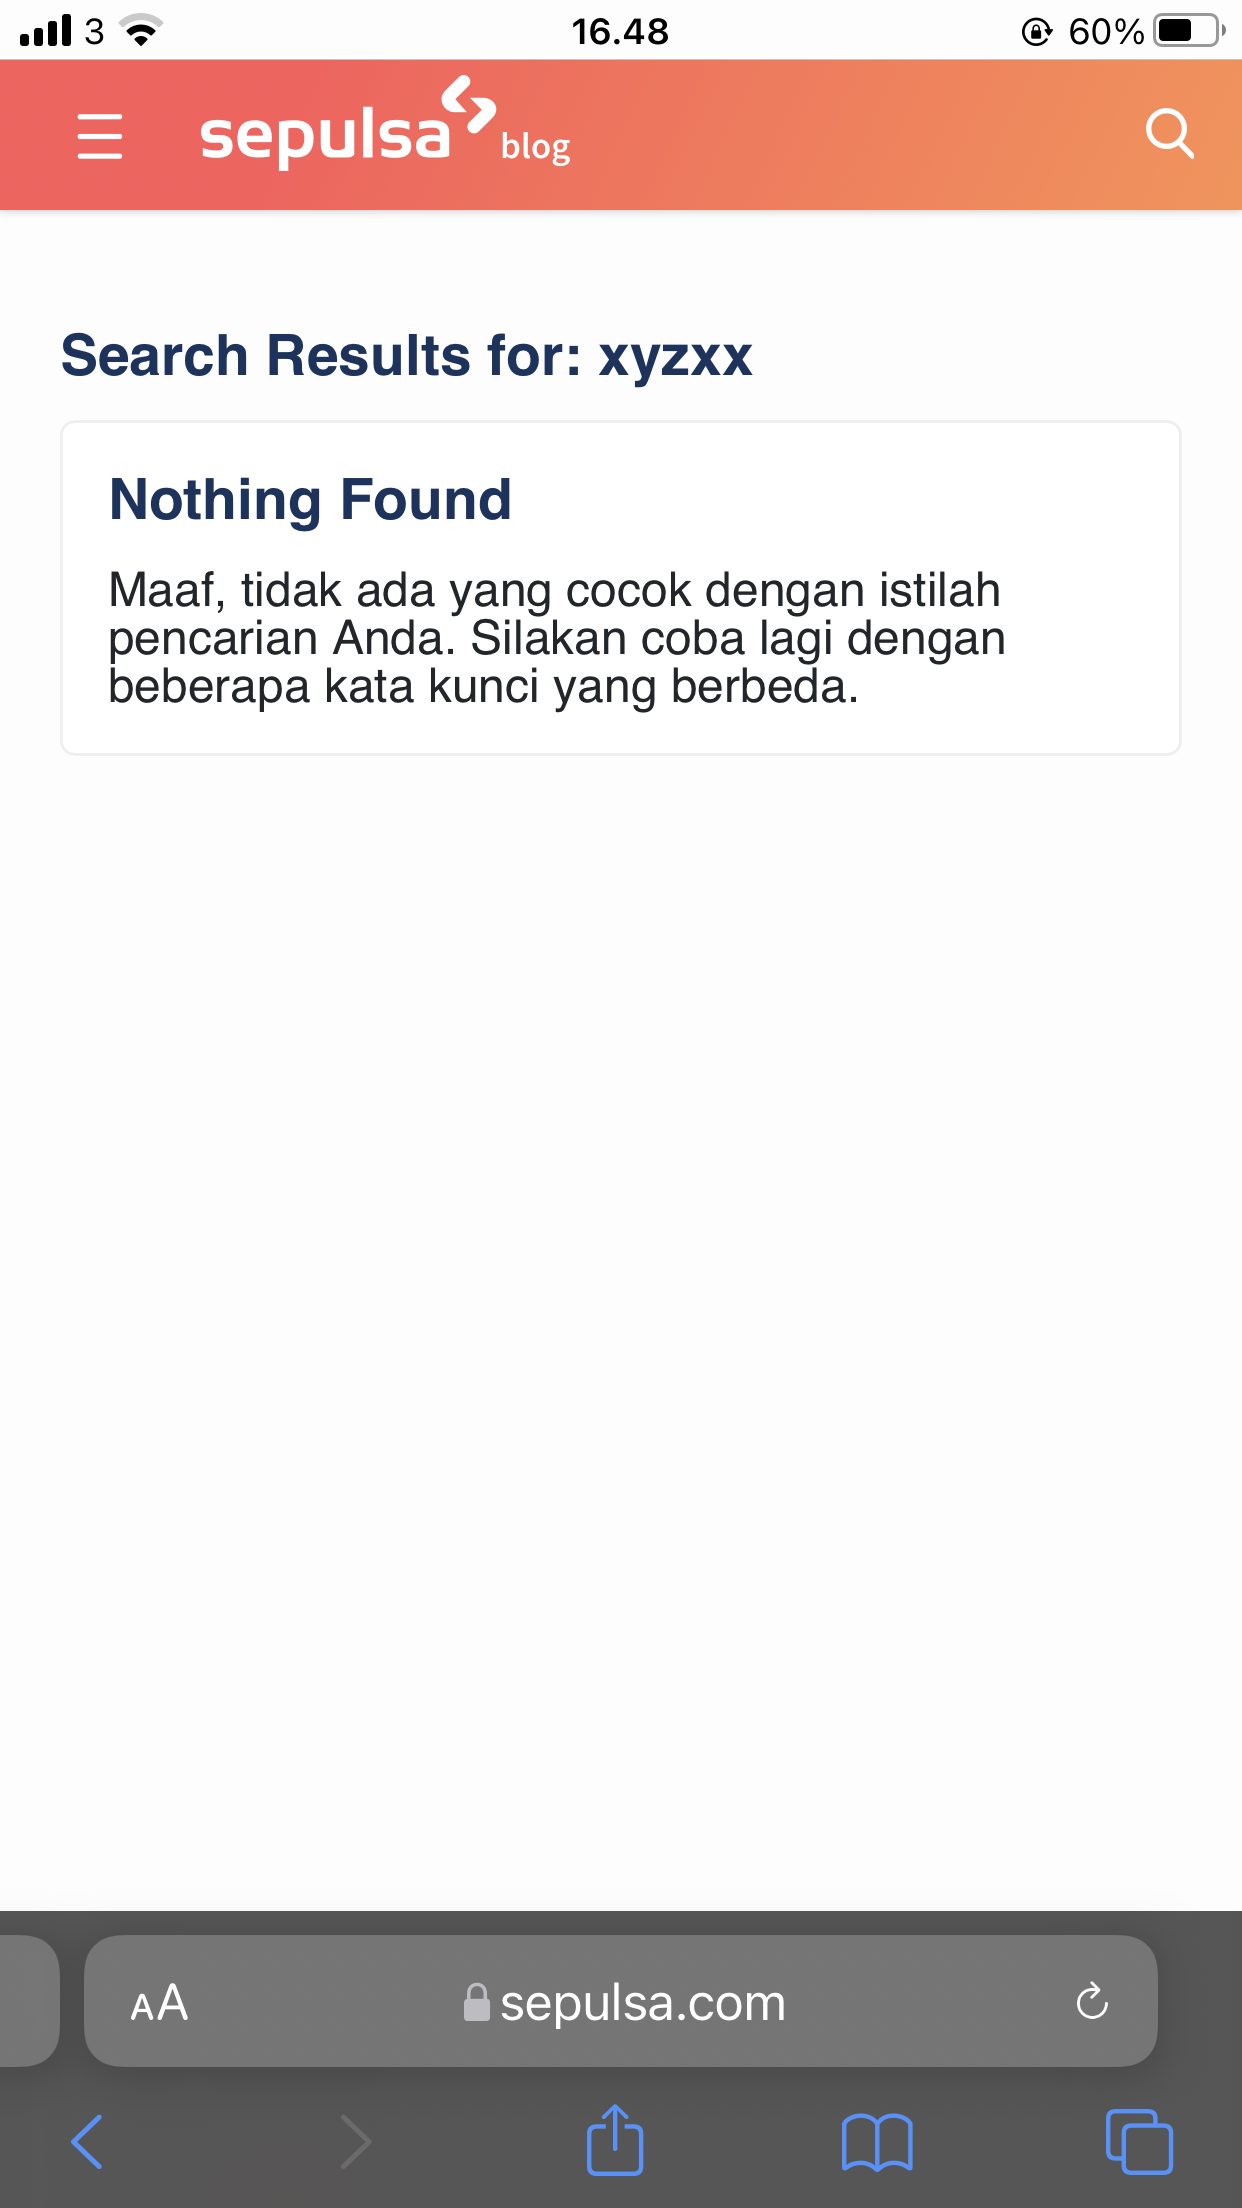 3
16.48
60%
sepulsa blog
Search Results for: xyzxx
Nothing Found
Maaf, tidak ada yang cocok dengan istilah
pencarian Anda. Silakan coba lagi dengan
beberapa kata kunci yang berbeda.
AA
sepulsa.com